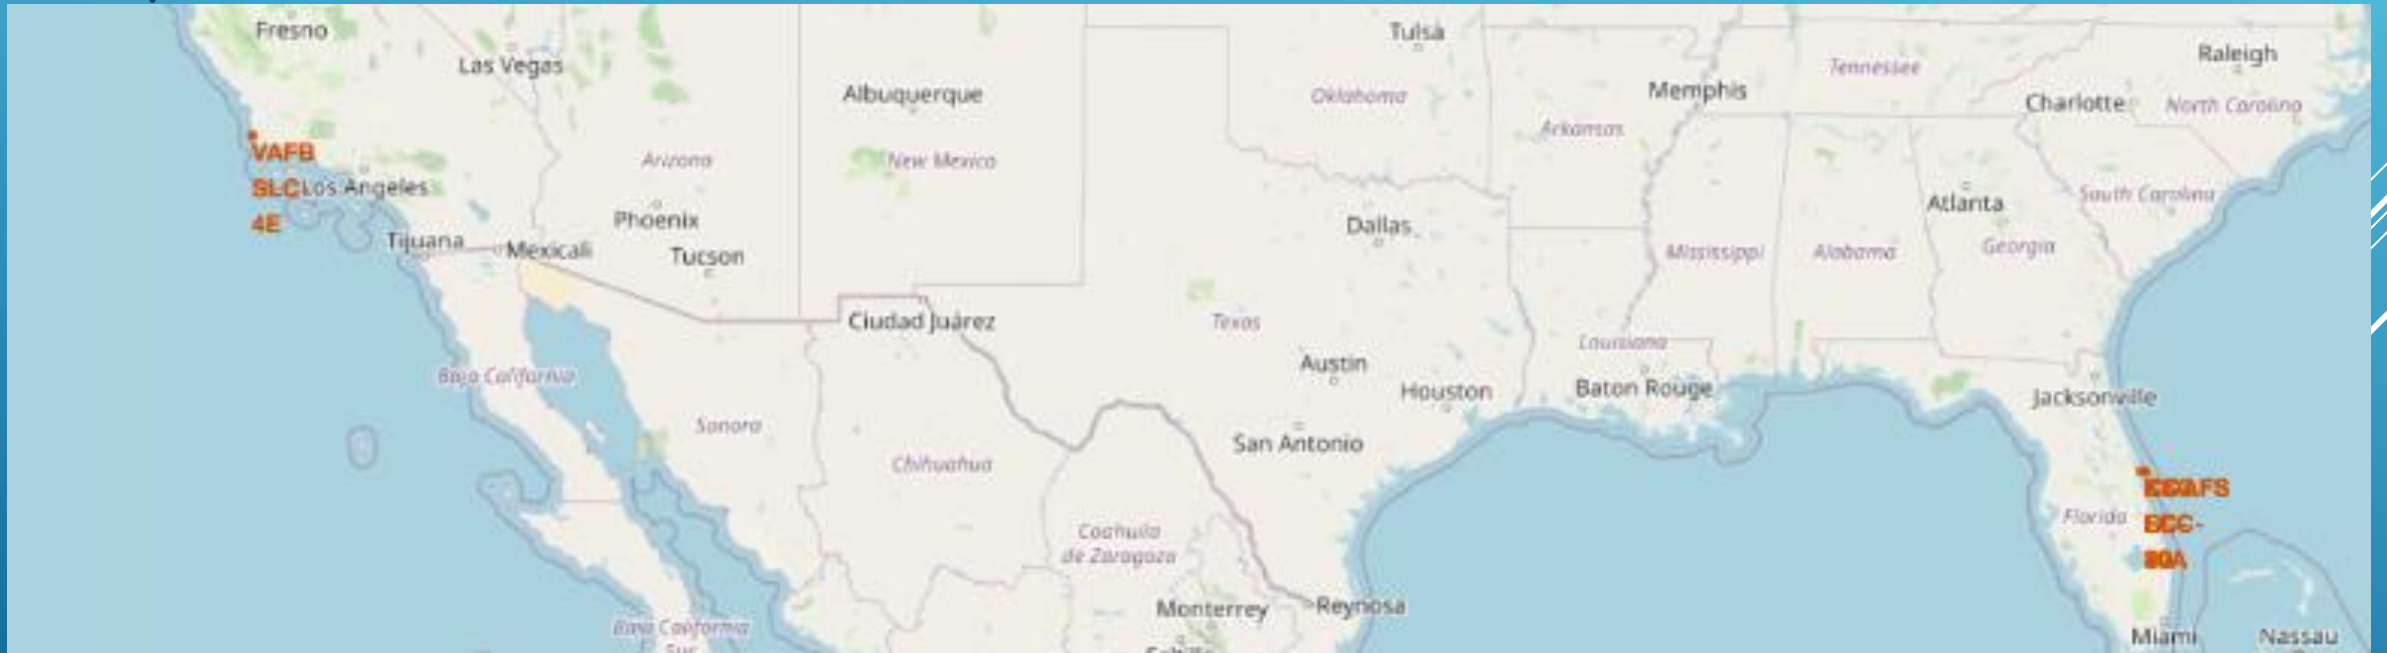 Fresno
Las Vegas
Albuquerque
Tulsa
Oklahoma
Memphis
Tennessee
Raleigh
Charlotte
North Carolina
Arkansas
VAFB
SLC
4E
Los Angeles
Arizona
New Mexico
Phoenix
Tucson
Tijuana
Mexicali
Dallas
Mississippi
Alabama
Atlanta
Georgia
South Carolina
Ciudad Juárez
Texas
Louisiana
Baja California
Austin
Houston
Baton Rouge
Jacksonville
Sonora
San Antonio
Chihuahua
Florida
Coahuila
de Zaragoza
Monterrey
Reynosa
Baja California
Sur
Miami
Nassau